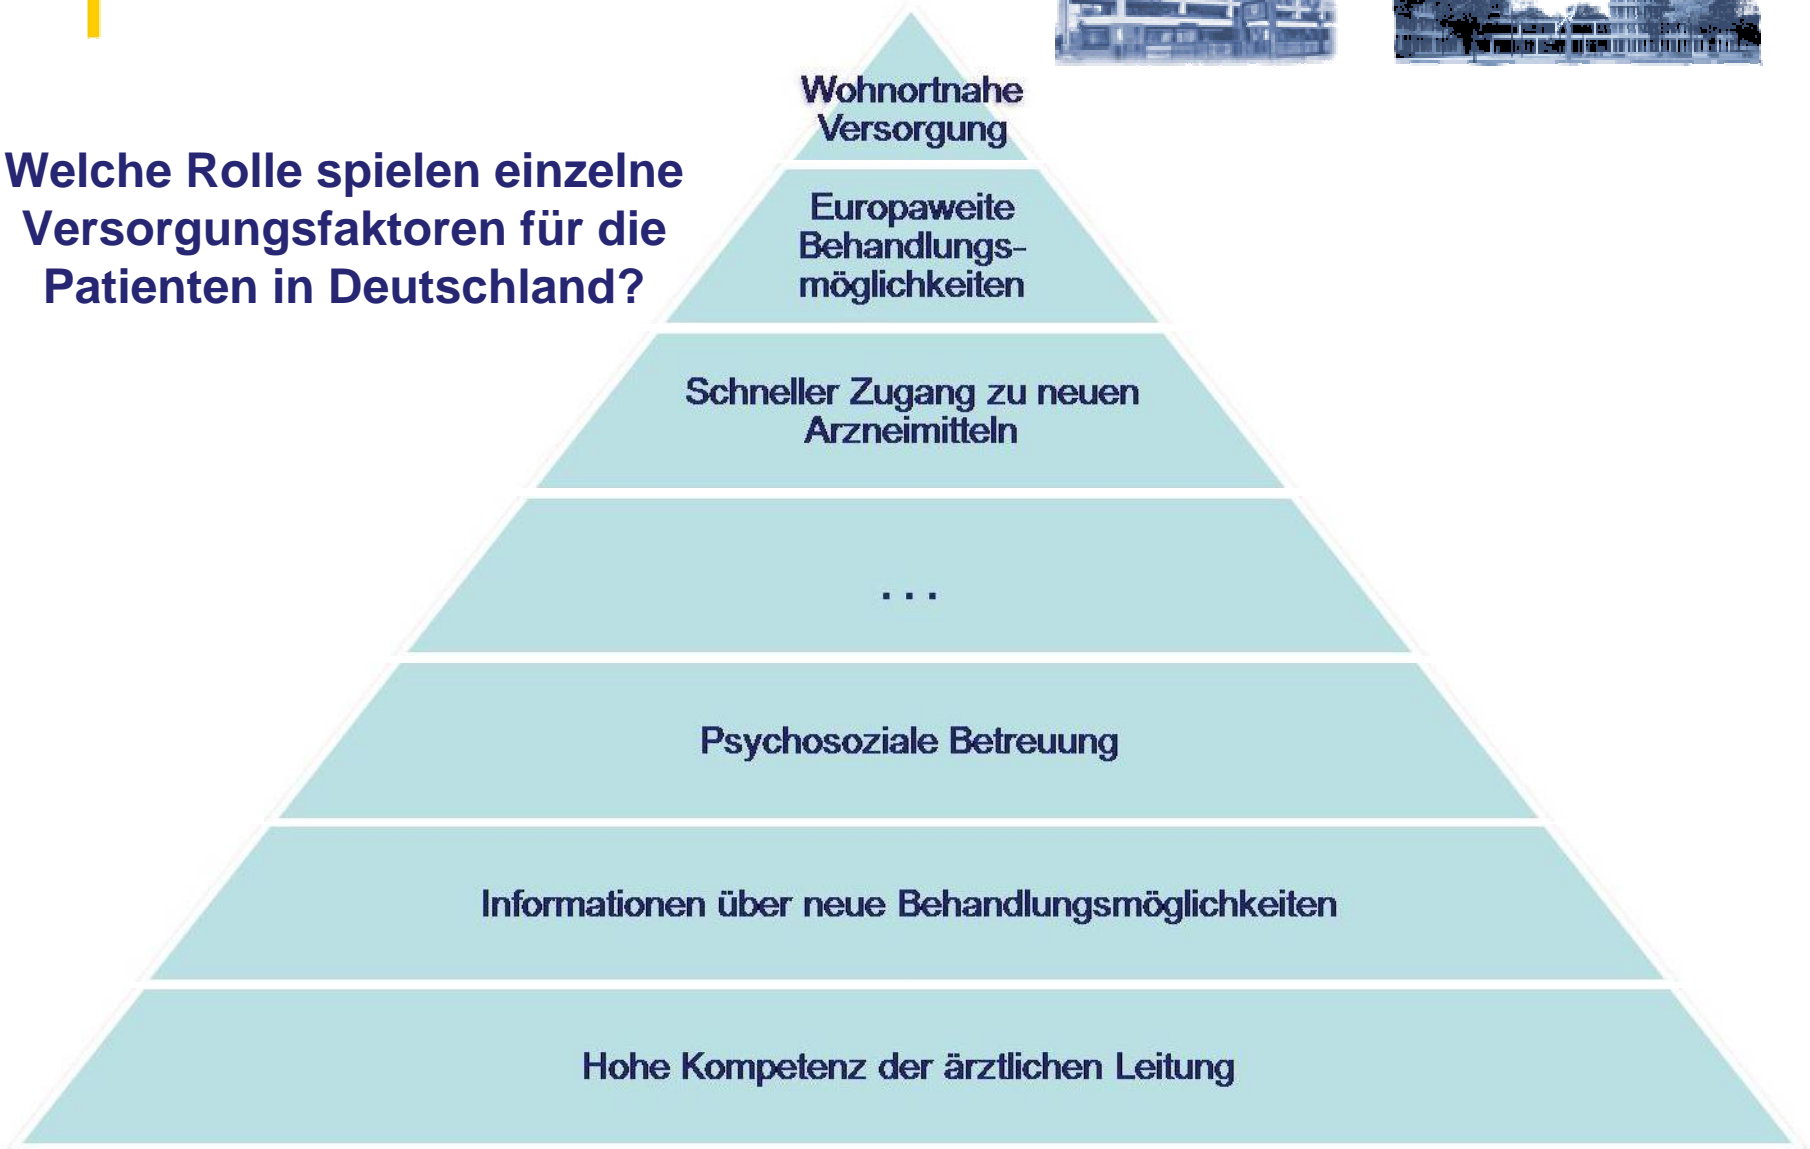 Welche Rolle spielen einzelne
Versorgungsfaktoren für die
Patienten in Deutschland?
Wohnortnahe
Versorgung
Europaweite
Behandlungs-
möglichkeiten
Schneller Zugang zu neuen
Arzneimitteln
...
Psychosoziale Betreuung
Informationen über neue Behandlungsmöglichkeiten
Hohe Kompetenz der ärztlichen Leitung